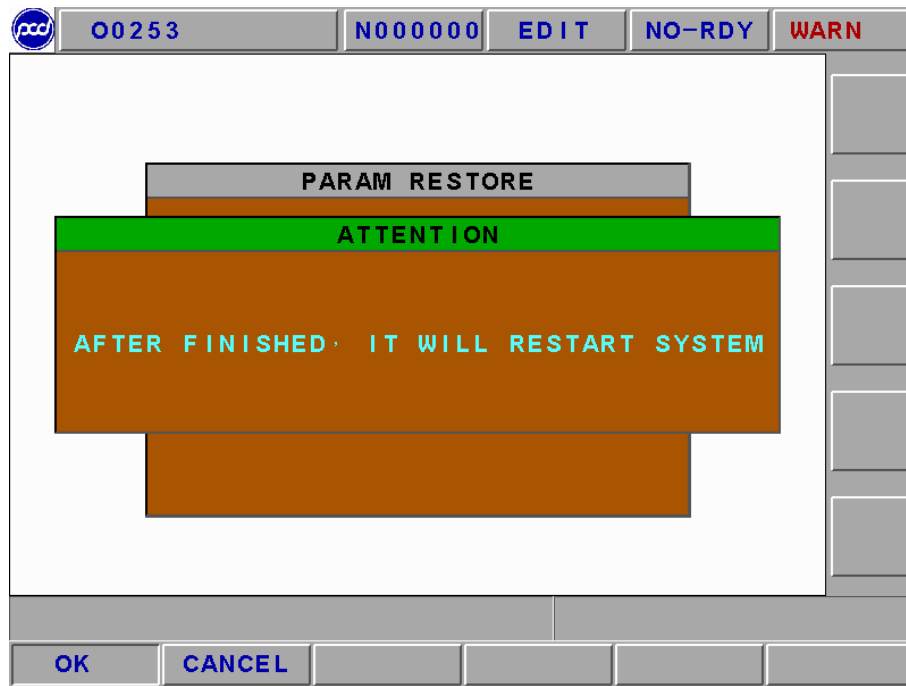 pcd O0253 N000000 EDIT NO-RDY WARN
PARAM RESTORE
ATTENTION
AFTER FINISHED· IT WILL RESTART SYSTEM
OK CANCEL